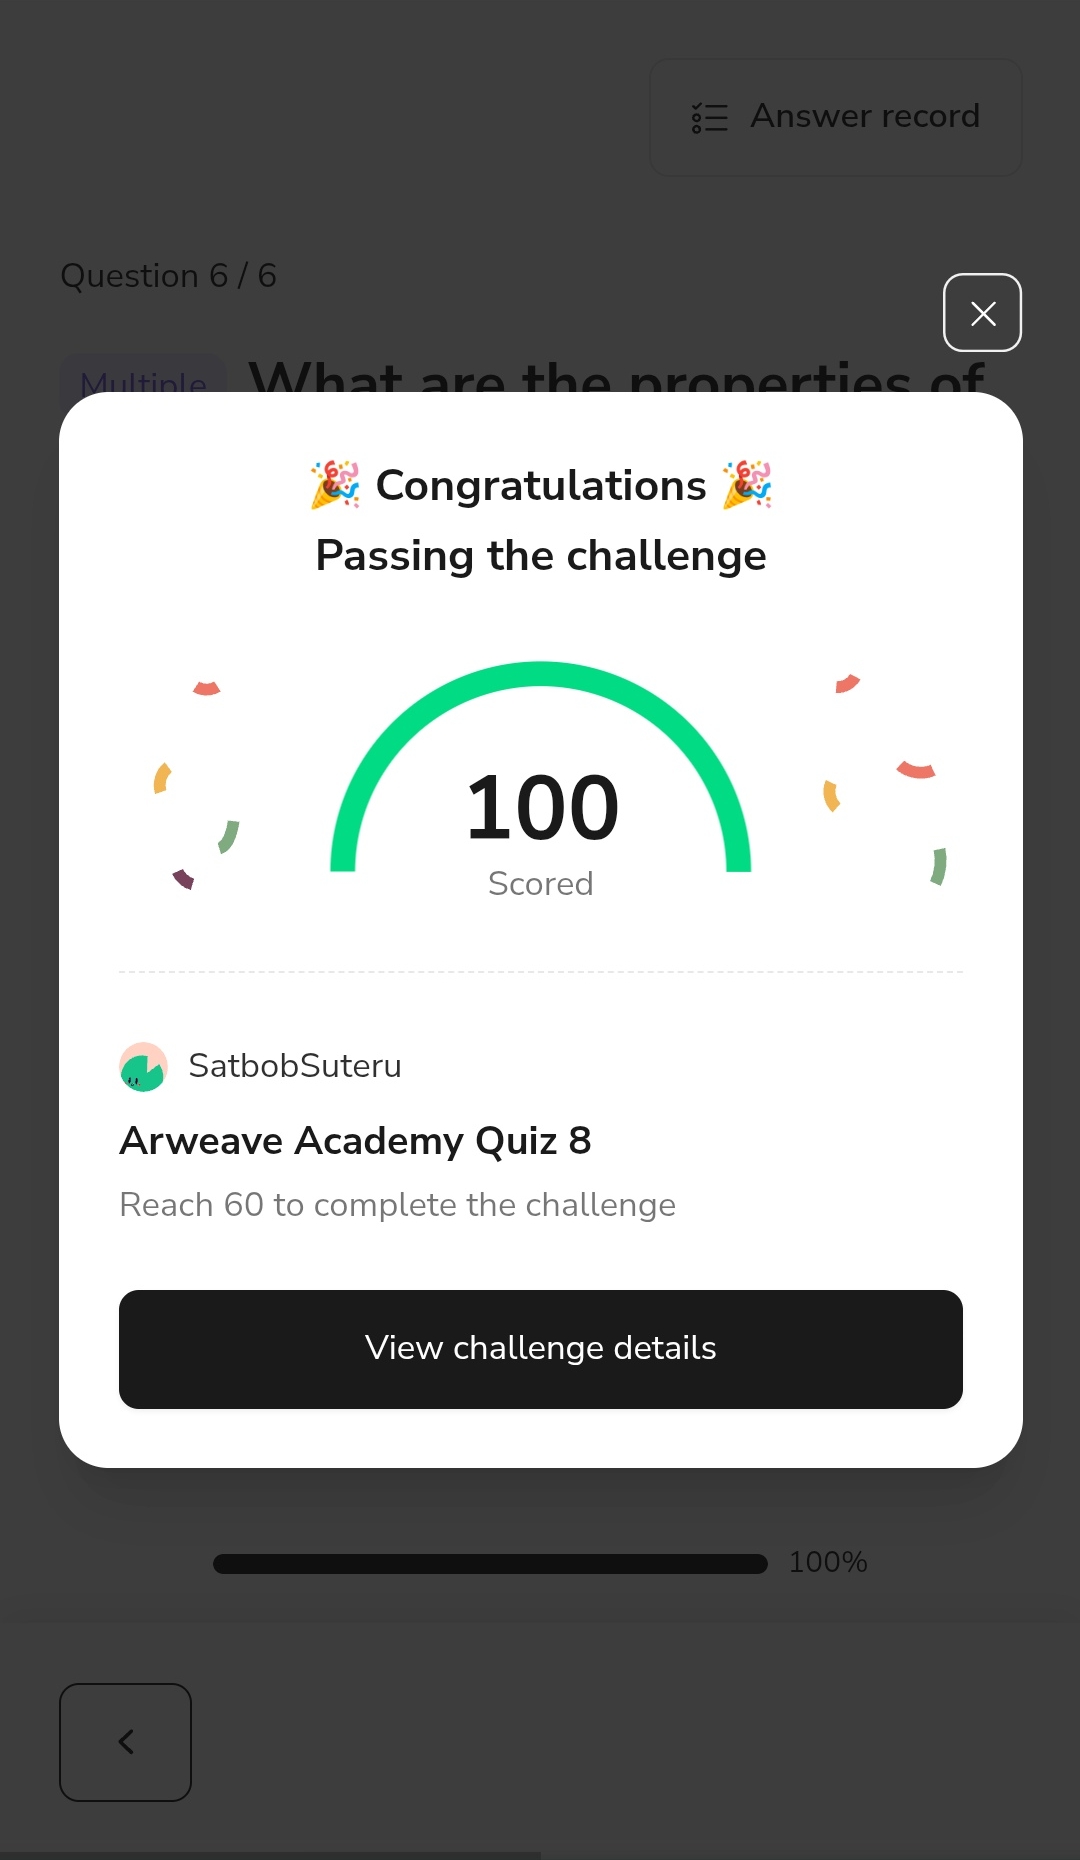 Answer record
Question 6 / 6
Multiple What are the properties of
🎉 Congratulations 🎉
Passing the challenge
100
Scored
SatbobSuteru
Arweave Academy Quiz 8
Reach 60 to complete the challenge
View challenge details
100%